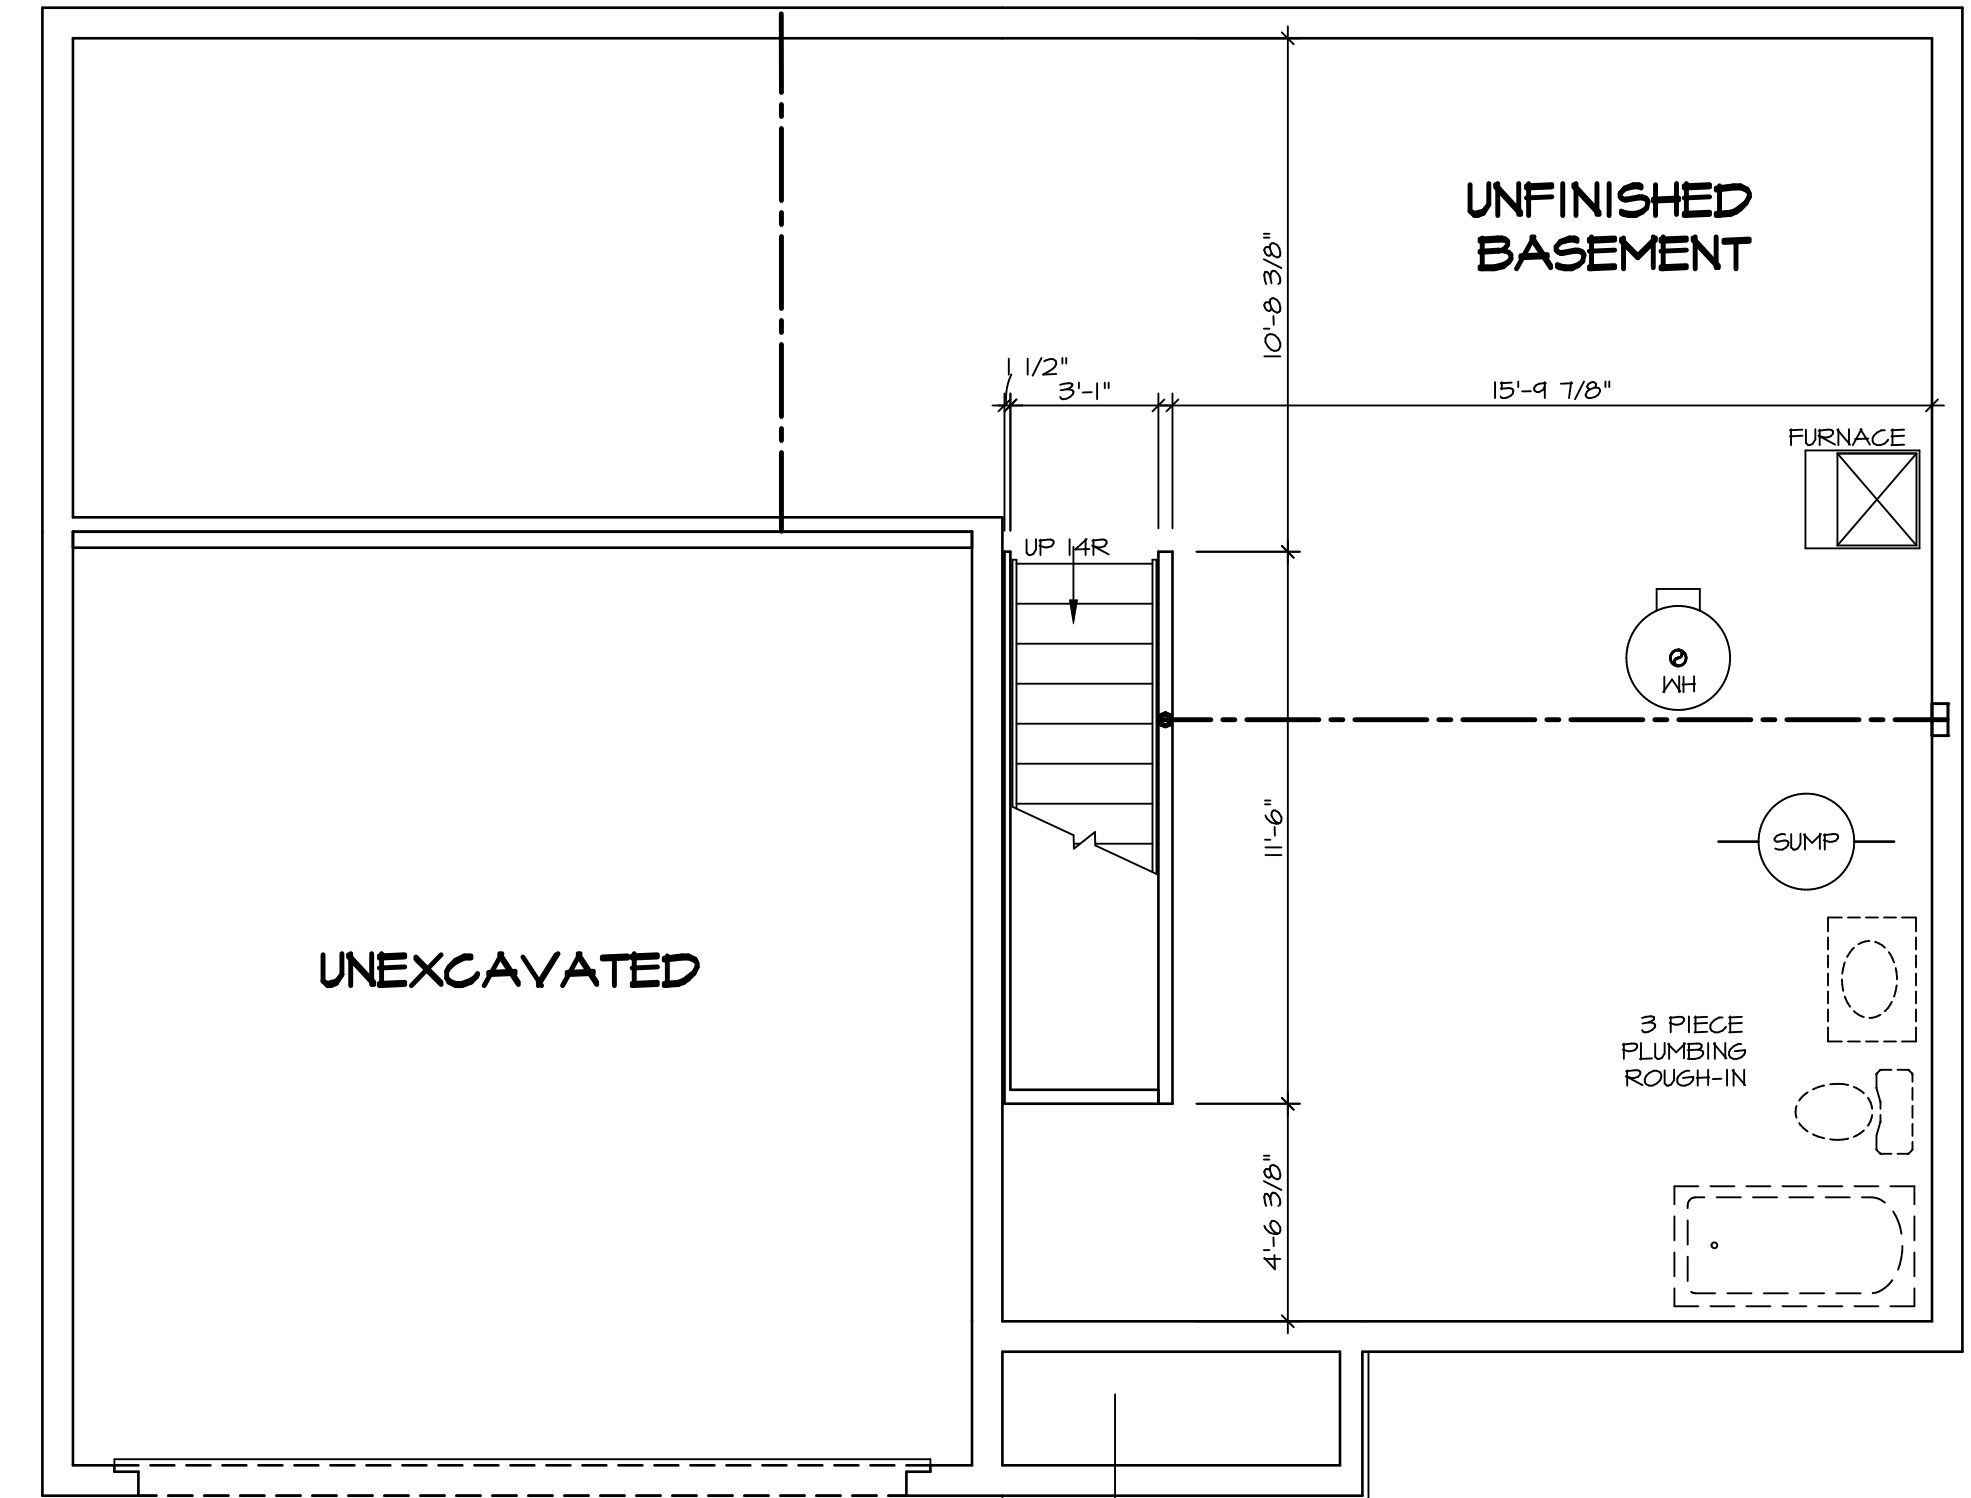 UNFINISHED
BASEMENT
10'-8 3/8"
1 1/2"
3'-1"
15'-9 7/8"
FURNACE
UP 14R
WH
11'-6"
SUMP
UNEXCAVATED
3 PIECE
PLUMBING
ROUGH-IN
4'-6 3/8"